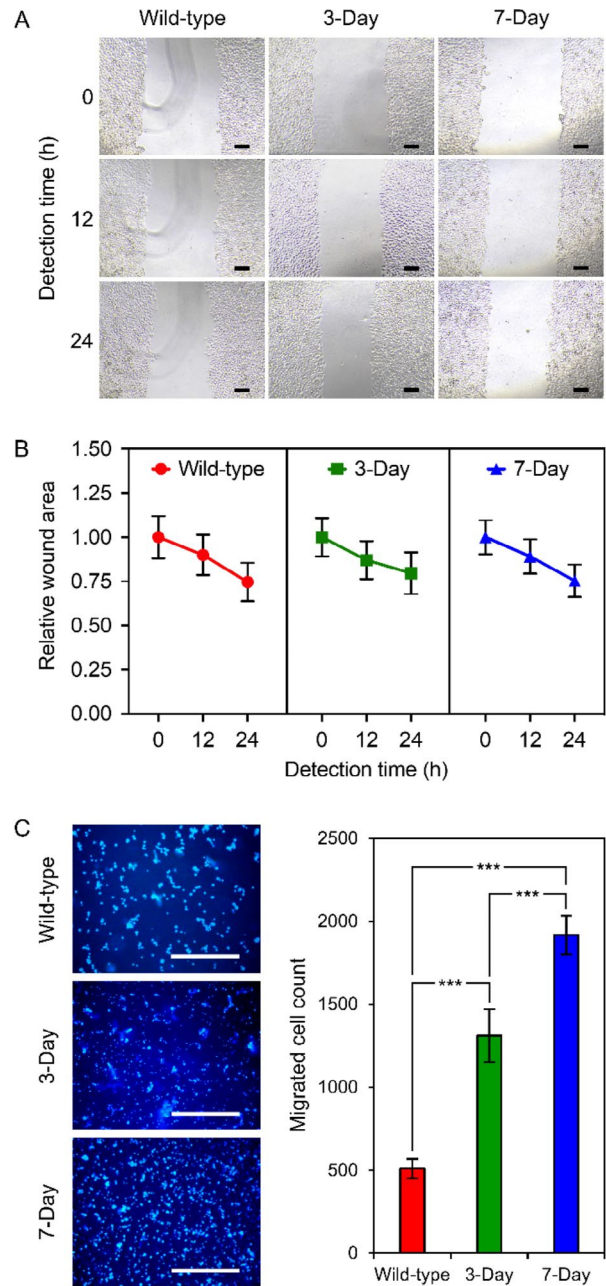 A
Wild-type 3-Day 7-Day
Detection time (h)
0
12
24
B
Relative wound area
1.50
1.25
1.00
0.75
0.50
0.25
0.00
Wild-type 3-Day 7-Day
0 12 24 0 12 24 0 12 24
Detection time (h)
C
Wild-type
3-Day
7-Day
Migrated cell count
2500
2000
1500
1000
500
0
***
***
***
Wild-type 3-Day 7-Day